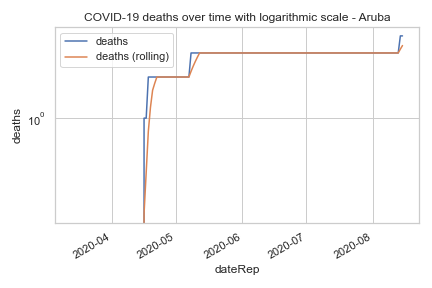 COVID-19 deaths over time with logarithmic scale - Aruba
deaths
deaths (rolling)
deaths
10⁰
2020-04
2020-05
2020-06
2020-07
2020-08
dateRep